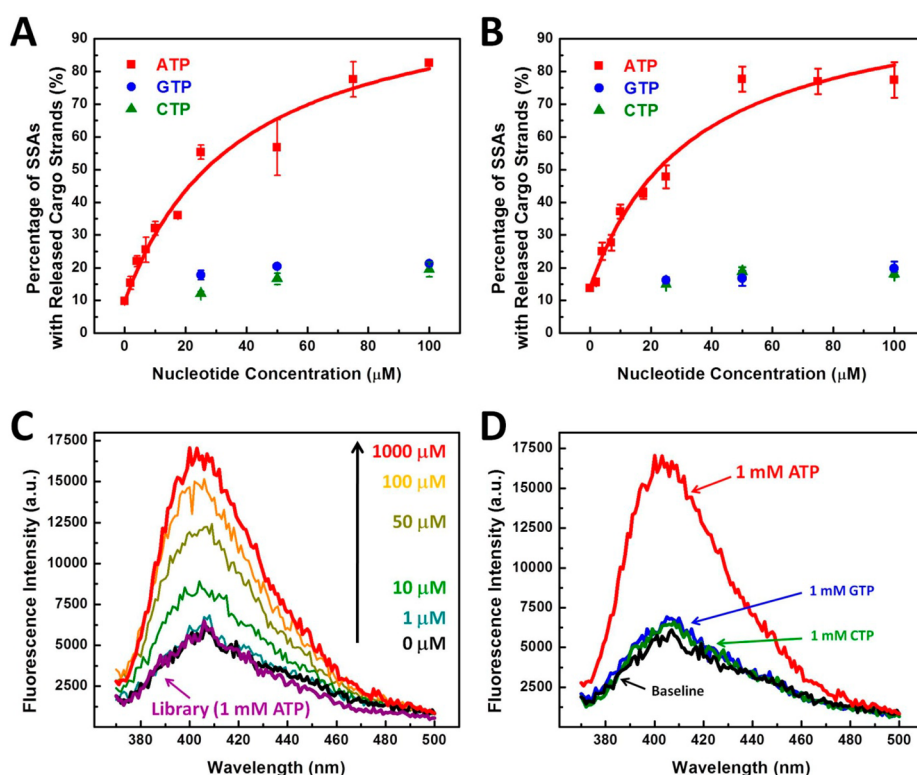 A
Percentage of SSAs
with Released Cargo Strands (%)
90
80
70
60
50
40
30
20
10
0
ATP
GTP
CTP
0 20 40 60 80 100
Nucleotide Concentration (μM)
B
Percentage of SSAs
with Released Cargo Strands (%)
90
80
70
60
50
40
30
20
10
0
ATP
GTP
CTP
0 20 40 60 80 100
Nucleotide Concentration (μM)
C
Fluorescence Intensity (a.u.)
17500
15000
12500
10000
7500
5000
2500
1000 μM
100 μM
50 μM
10 μM
1 μM
0 μM
Library (1 mM ATP)
380 400 420 440 460 480 500
Wavelength (nm)
D
Fluorescence Intensity (a.u.)
17500
15000
12500
10000
7500
5000
2500
1 mM ATP
1 mM GTP
1 mM CTP
Baseline
380 400 420 440 460 480 500
Wavelength (nm)